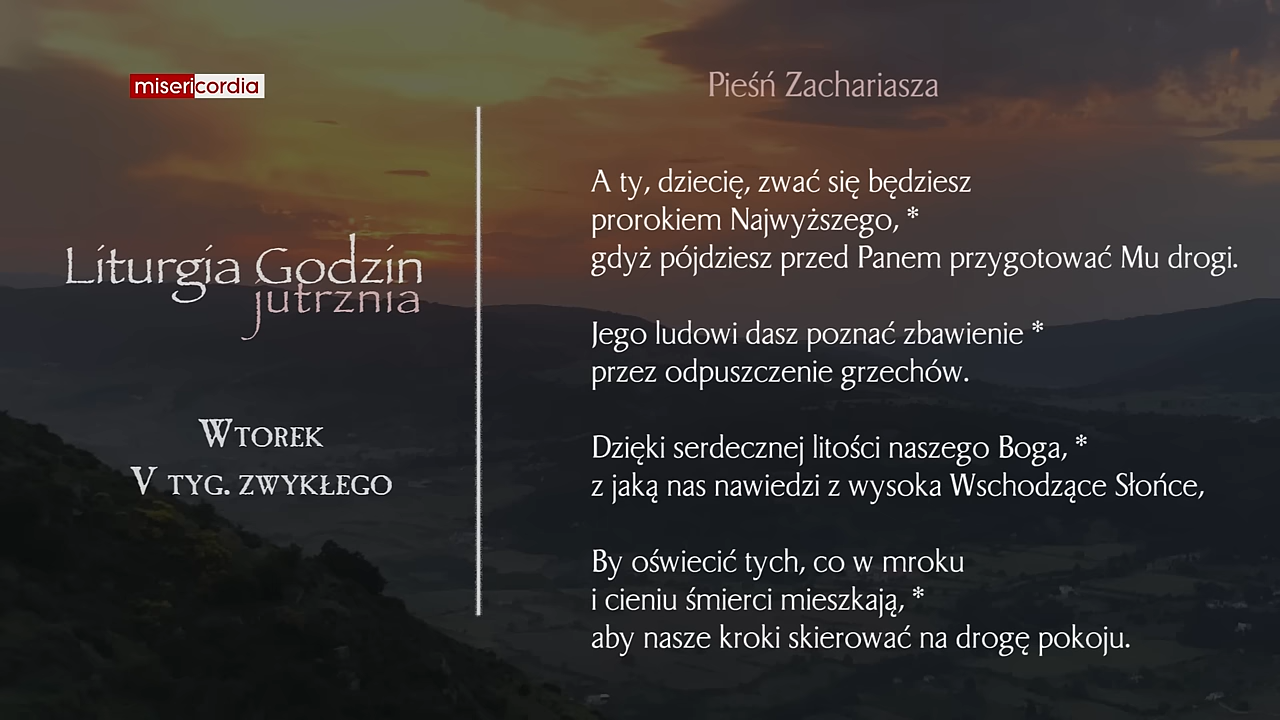 misericordia
Liturgia Godzin
jutrznia
Wtorek
V tyg. zwykłego
Pieśń Zachariasza
A ty, dziecię, zwać się będziesz
prorokiem Najwyższego, *
gdyż pójdziesz przed Panem przygotować Mu drogi.
Jego ludowi dasz poznać zbawienie *
przez odpuszczenie grzechów.
Dzięki serdecznej litości naszego Boga, *
z jaką nas nawiedzi z wysoka Wschodzące Słońce,
By oświecić tych, co w mroku
i cieniu śmierci mieszkają, *
aby nasze kroki skierować na drogę pokoju.